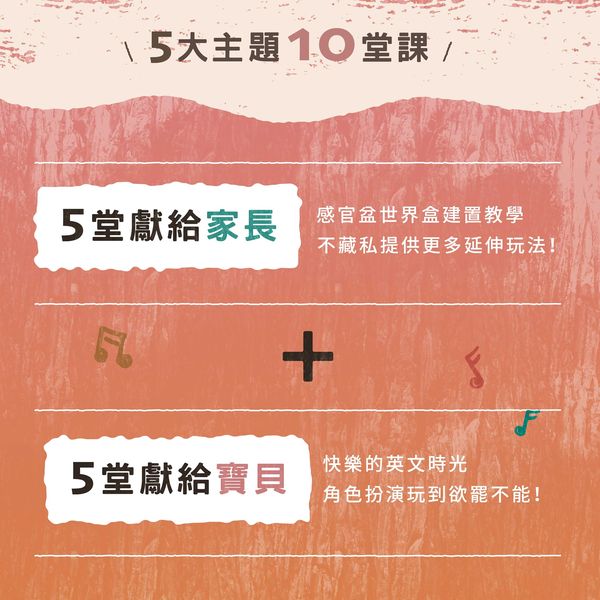 \ 5大主題10堂課 /
5堂獻給家長
感官盆世界盒建置教學
不藏私提供更多延伸玩法!
+
5堂獻給寶貝
快樂的英文時光
角色扮演玩到欲罷不能!